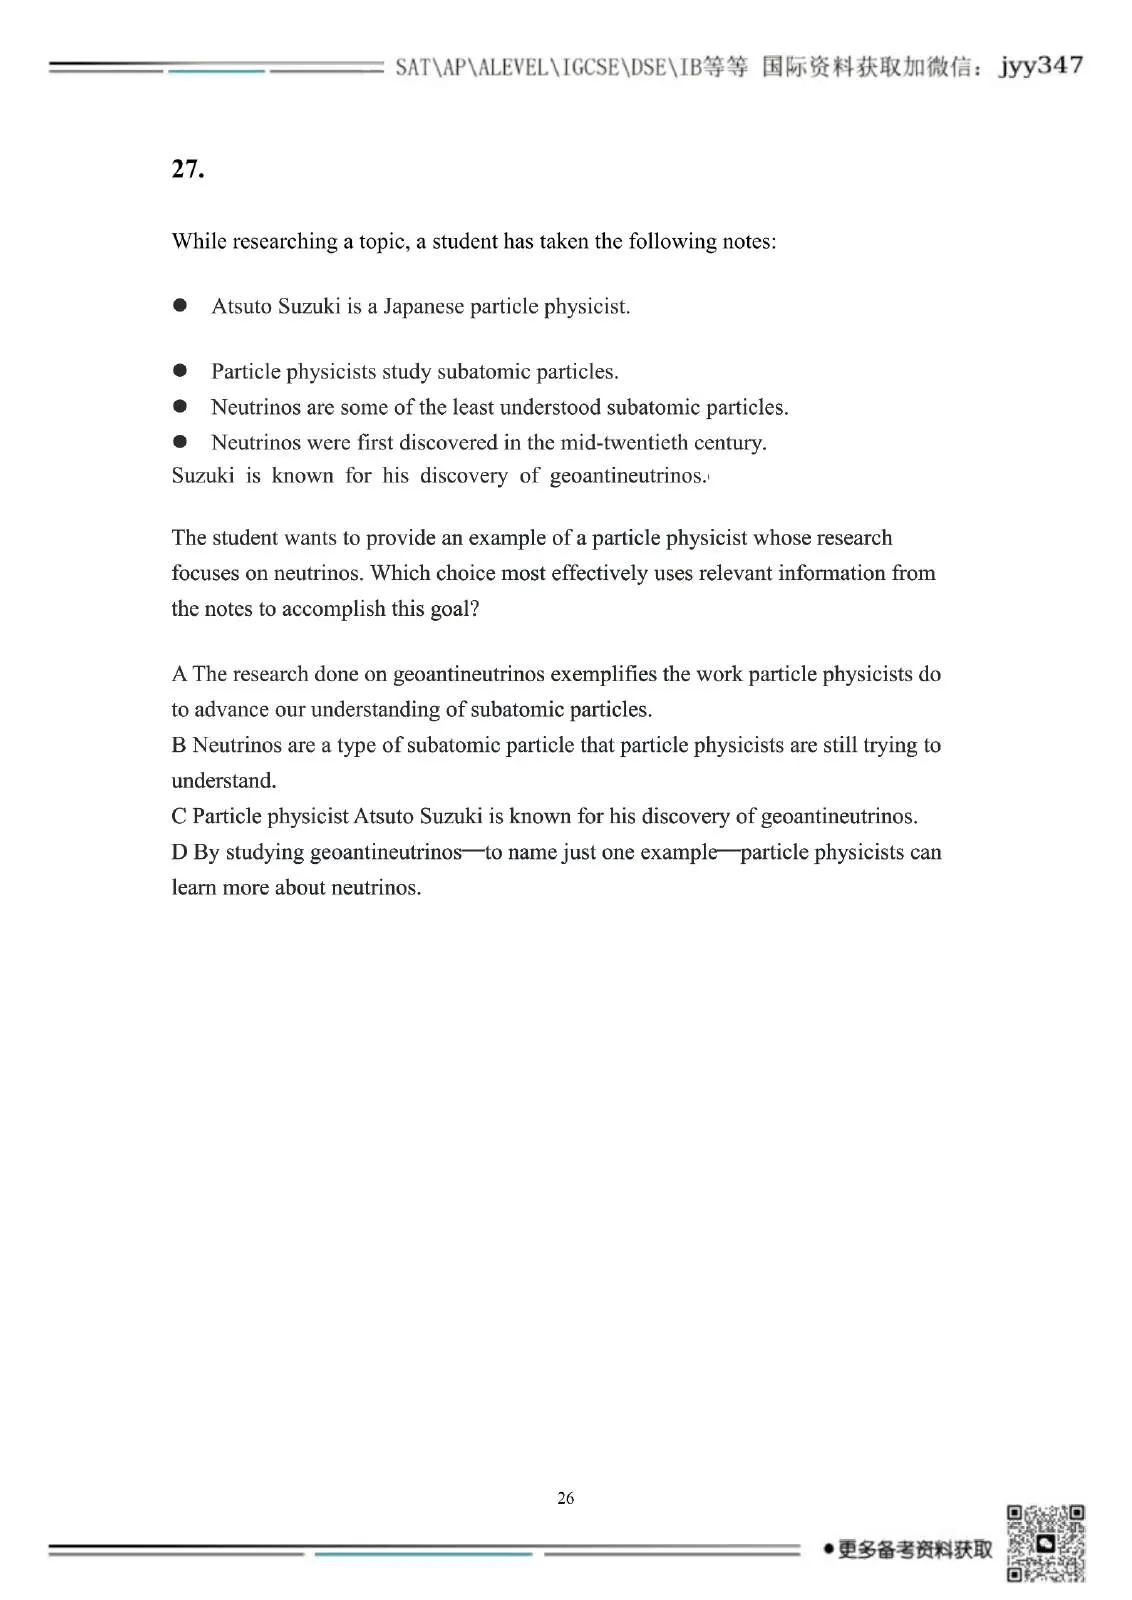 SAT\AP\ALEVEL\IGCSE\DSE\IB等等 国际资料获取加微信: jyy347
27.
While researching a topic, a student has taken the following notes:
● Atsuto Suzuki is a Japanese particle physicist.
● Particle physicists study subatomic particles.
● Neutrinos are some of the least understood subatomic particles.
● Neutrinos were first discovered in the mid-twentieth century.
Suzuki is known for his discovery of geoantineutrinos.
The student wants to provide an example of a particle physicist whose research
focuses on neutrinos. Which choice most effectively uses relevant information from
the notes to accomplish this goal?
A The research done on geoantineutrinos exemplifies the work particle physicists do
to advance our understanding of subatomic particles.
B Neutrinos are a type of subatomic particle that particle physicists are still trying to
understand.
C Particle physicist Atsuto Suzuki is known for his discovery of geoantineutrinos.
D By studying geoantineutrinos—to name just one example—particle physicists can
learn more about neutrinos.
26
●更多备考资料获取